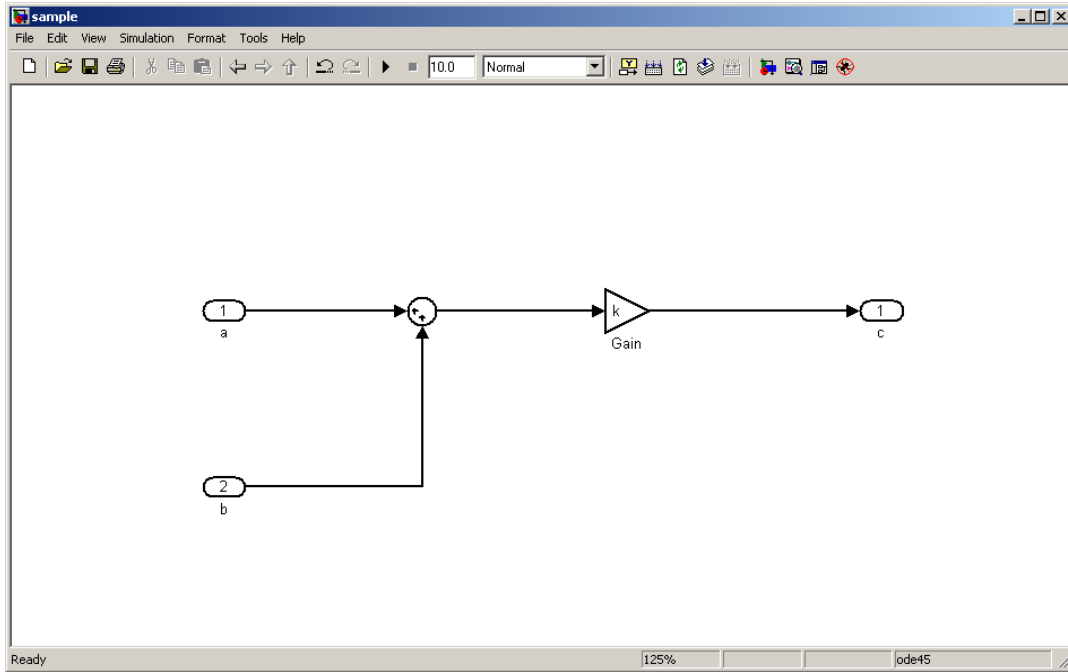 sample
File Edit View Simulation Format Tools Help
10.0 Normal
1 k 1
a Gain c
2
b
Ready 125% ode45